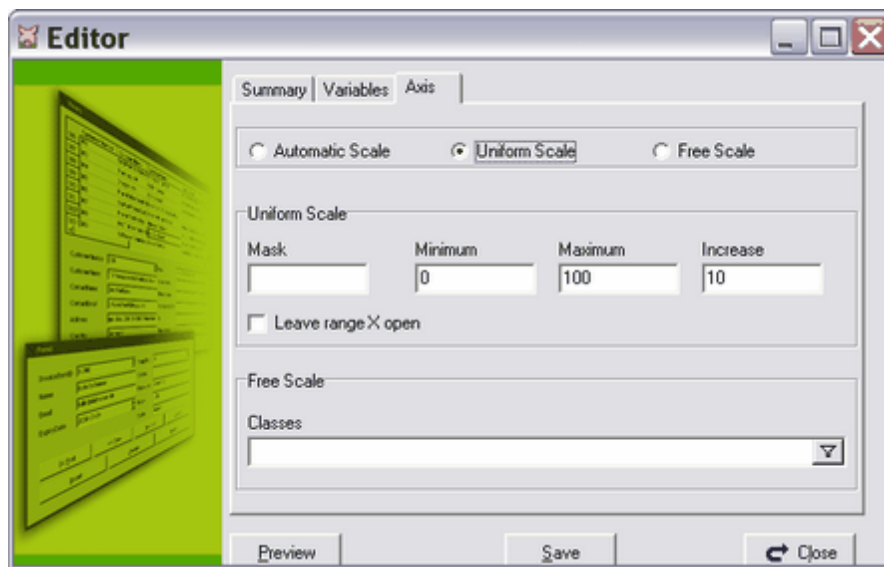 Editor
Summary Variables Axis
Automatic Scale Uniform Scale Free Scale
Uniform Scale
Mask Minimum Maximum Increase
0 100 10
Leave range X open
Free Scale
Classes
Preview Save Close